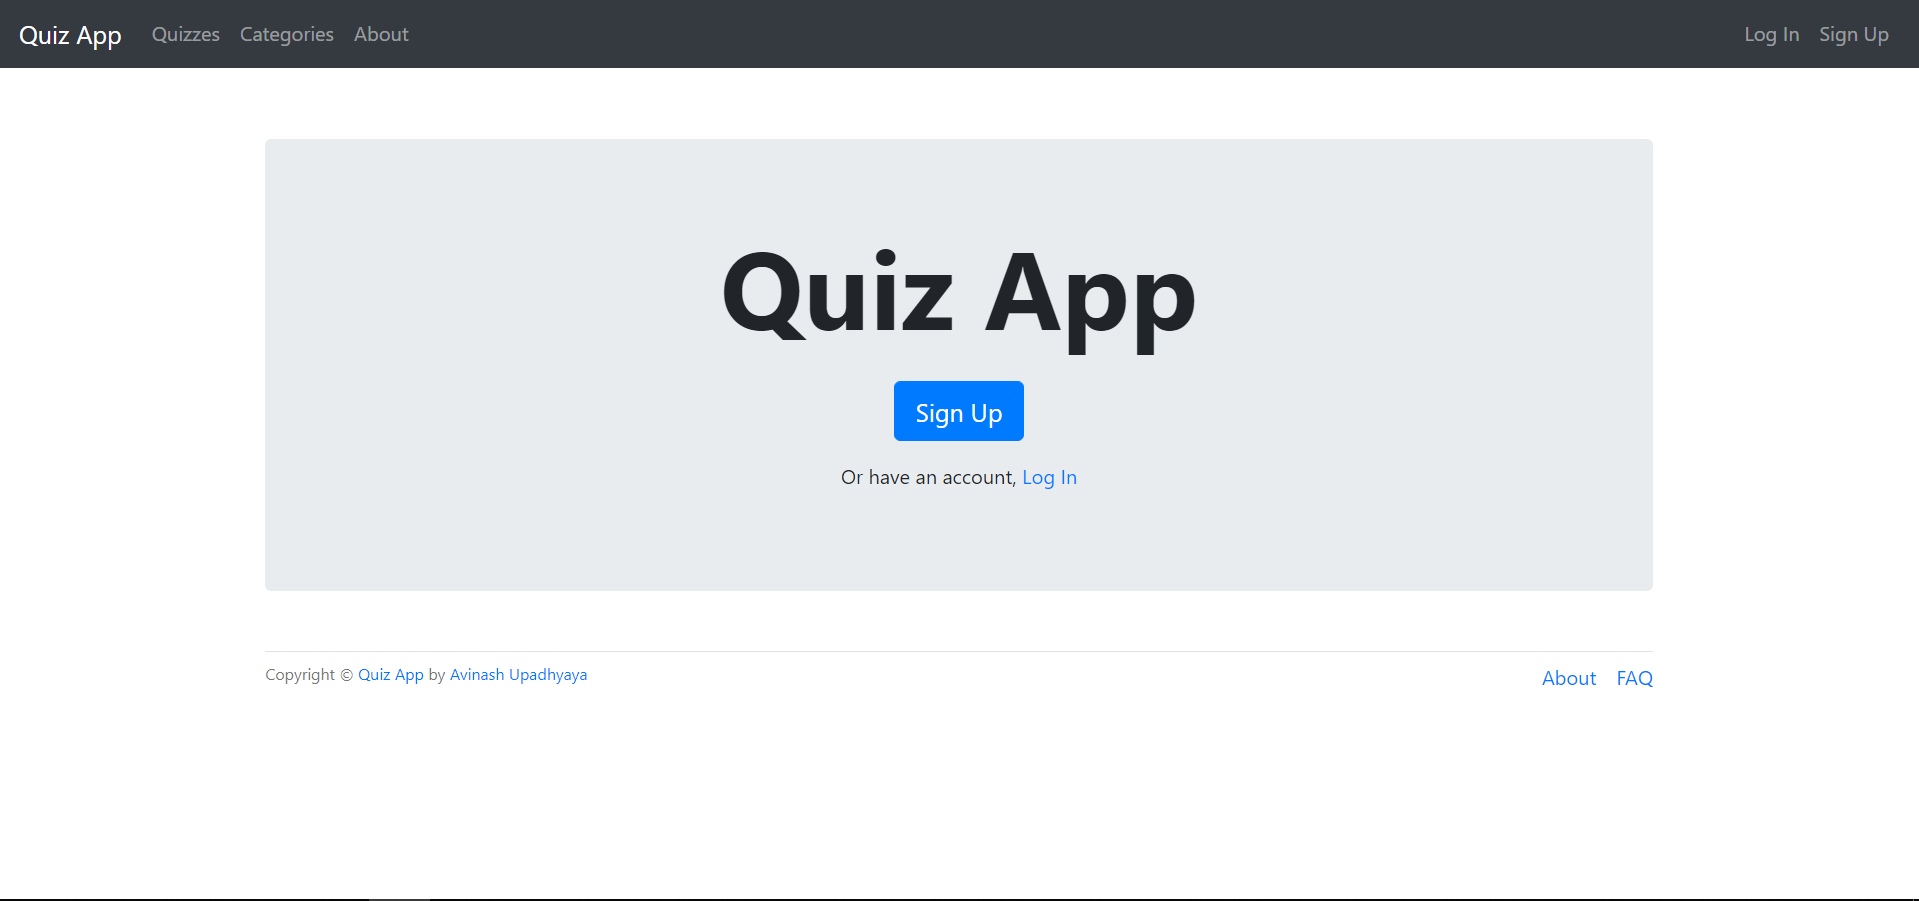 Quiz App Quizzes Categories About Log In Sign Up
Quiz App
Sign Up
Or have an account, Log In
Copyright © Quiz App by Avinash Upadhyaya About FAQ